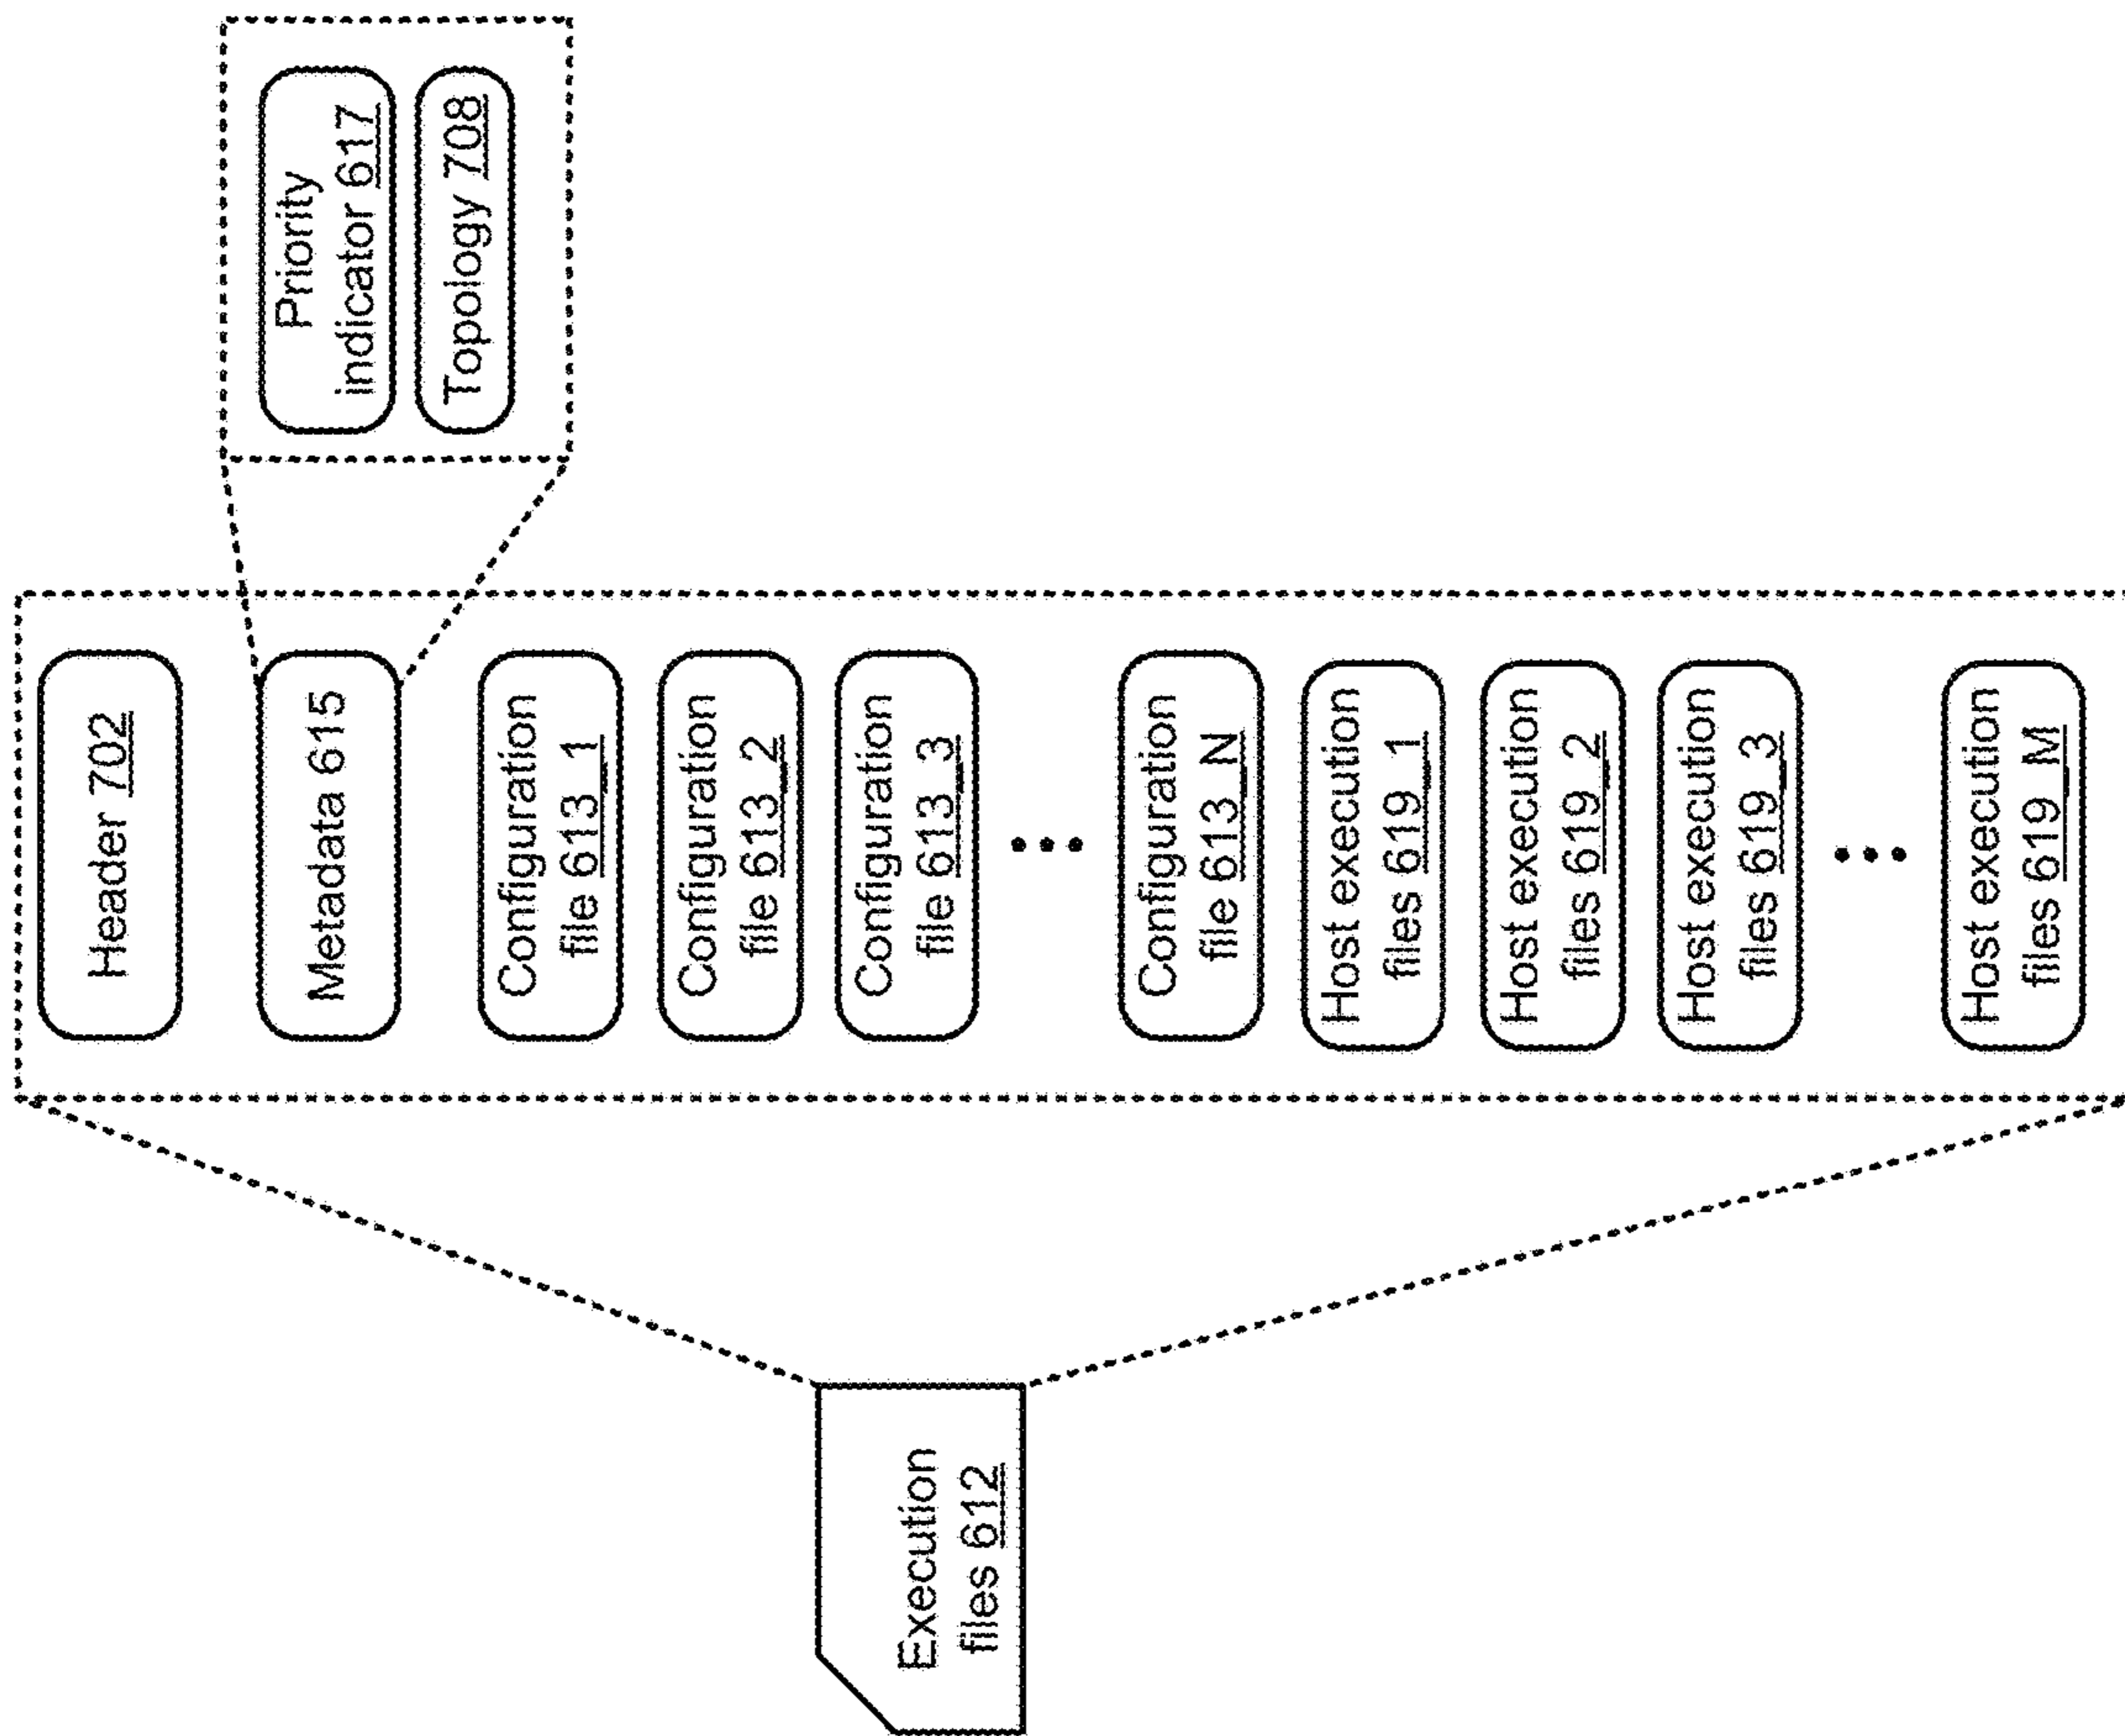 Execution
files 612
Header 702
Metadata 615
Configuration
file 613_1
Configuration
file 613_2
Configuration
file 613_3
Configuration
file 613_N
Host execution
files 619_1
Host execution
files 619_2
Host execution
files 619_3
Host execution
files 619_M
Priority
indicator 617
Topology 708